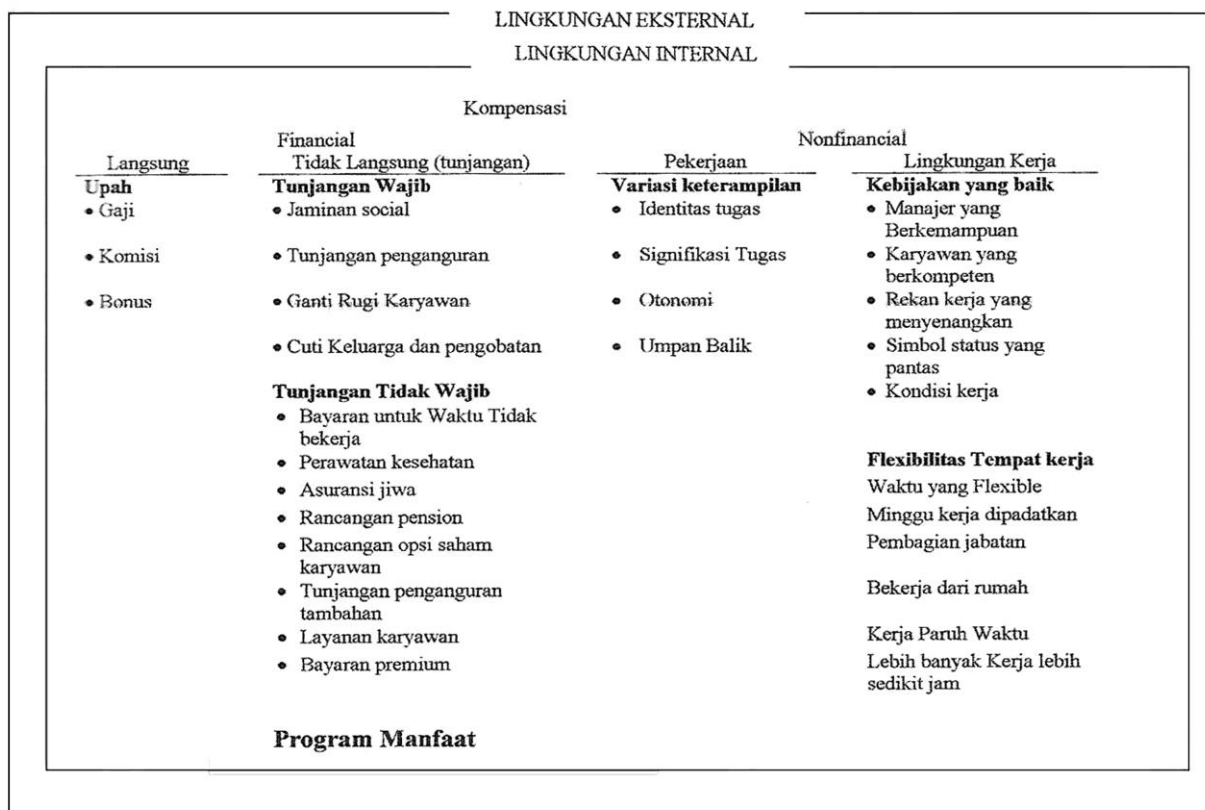 LINGKUNGAN EKSTERNAL
LINGKUNGAN INTERNAL
Kompensasi
Financial
Nonfinancial
Langsung
Tidak Langsung (tunjangan)
Pekerjaan
Lingkungan Kerja
Upah
• Gaji
• Komisi
• Bonus
Tunjangan Wajib
• Jaminan social
• Tunjangan penganguran
• Ganti Rugi Karyawan
• Cuti Keluarga dan pengobatan
Tunjangan Tidak Wajib
• Bayaran untuk Waktu Tidak
bekerja
• Perawatan kesehatan
• Asuransi jiwa
• Rancangan pension
• Rancangan opsi saham
karyawan
• Tunjangan penganguran
tambahan
• Layanan karyawan
• Bayaran premium
Program Manfaat
Variasi keterampilan
• Identitas tugas
• Signifikasi Tugas
• Otonomi
• Umpan Balik
Kebijakan yang baik
• Manajer yang
Berkemampuan
• Karyawan yang
berkompeten
• Rekan kerja yang
menyenangkan
• Simbol status yang
pantas
• Kondisi kerja
Flexibilitas Tempat kerja
Waktu yang Flexible
Minggu kerja dipadatkan
Pembagian jabatan
Bekerja dari rumah
Kerja Paruh Waktu
Lebih banyak Kerja lebih
sedikit jam